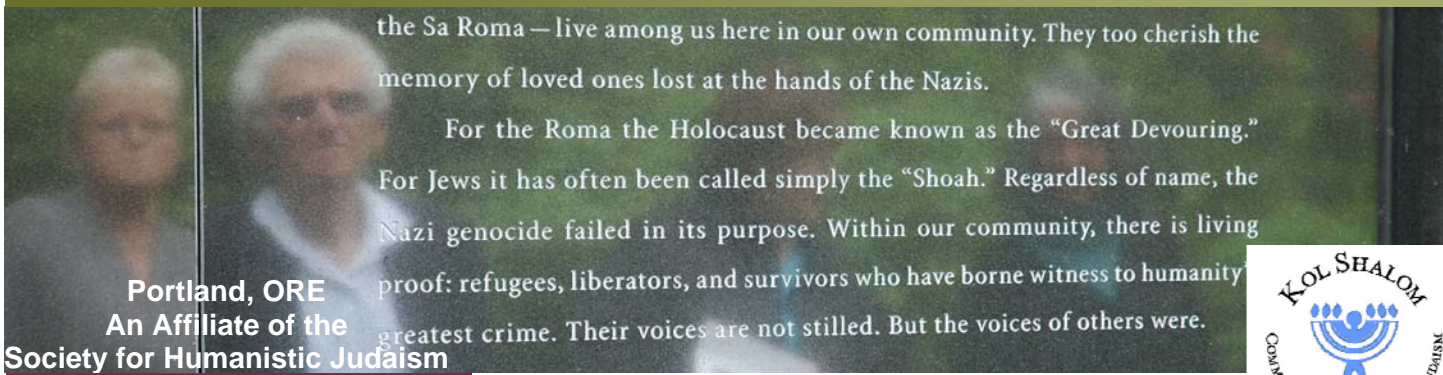 the Sa Roma — live among us here in our own community. They too cherish the
memory of loved ones lost at the hands of the Nazis.
For the Roma the Holocaust became known as the “Great Devouring.”
For Jews it has often been called simply the “Shoah.” Regardless of name, the
Nazi genocide failed in its purpose. Within our community, there is living
proof: refugees, liberators, and survivors who have borne witness to humanity'
greatest crime. Their voices are not stilled. But the voices of others were.
Portland, ORE
An Affiliate of the
Society for Humanistic Judaism
KOL SHALOM